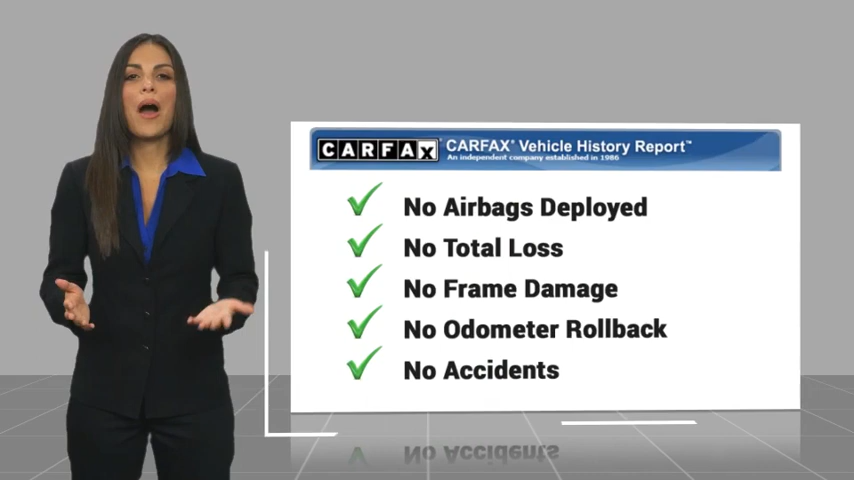 CARFAX
CARFAX® Vehicle History Report™
An independent company established in 1986
No Airbags Deployed
No Total Loss
No Frame Damage
No Odometer Rollback
No Accidents
No Accidents